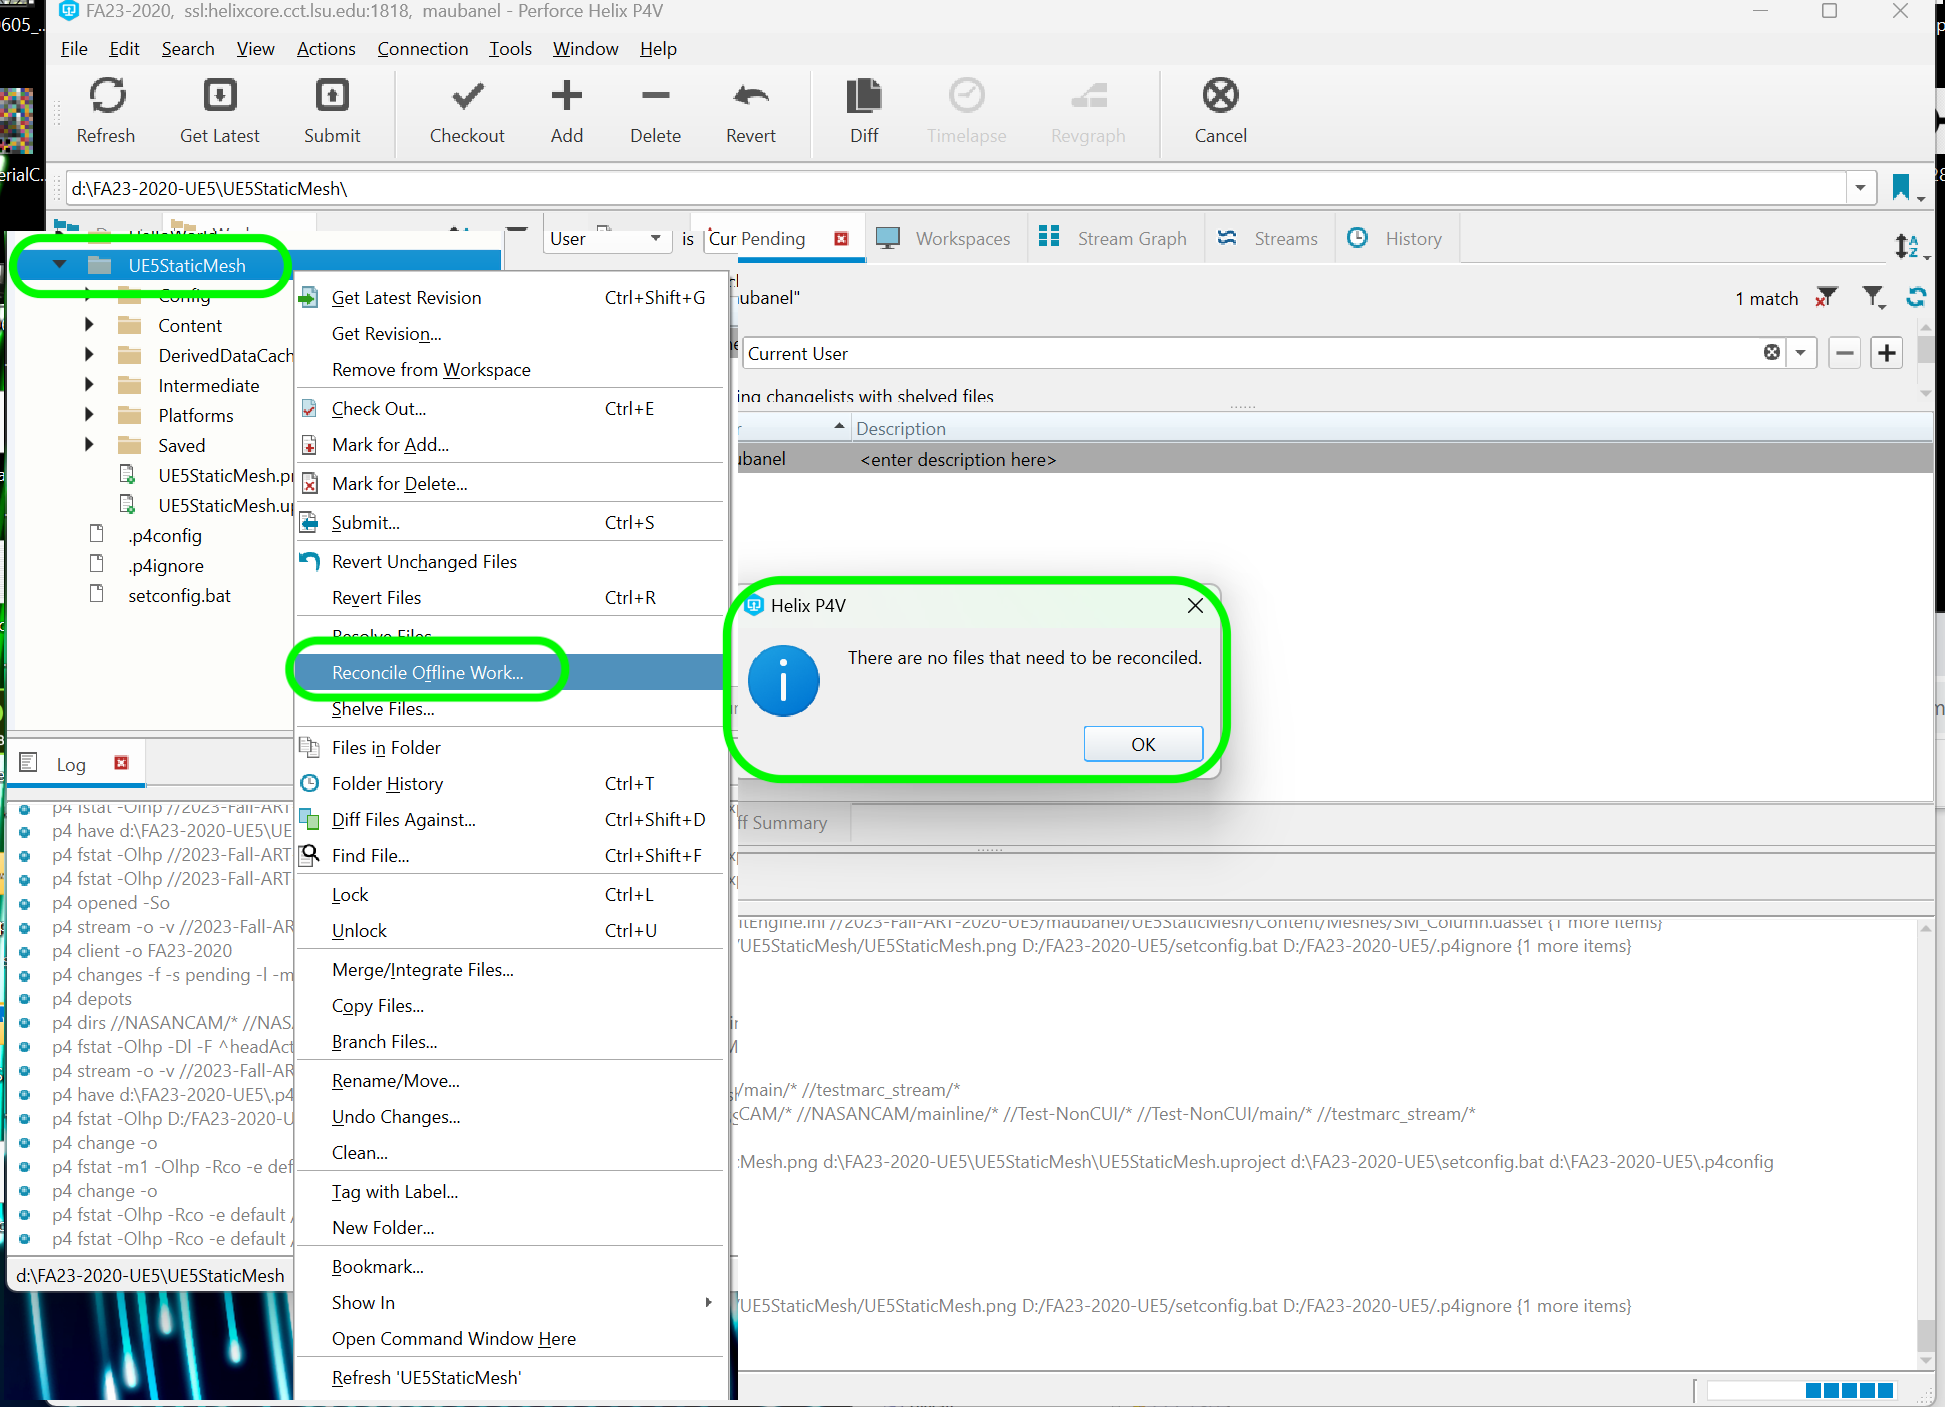 FA23-2020, ssl:helixcore.cct.lsu.edu:1818, maubanel - Perforce Helix P4V
605_...
File Edit Search View Actions Connection Tools Window Help
Refresh Get Latest Submit Checkout Add Delete Revert Diff Timelapse Revgraph Cancel
erialC...
d:\FA23-2020-UE5\UE5StaticMesh\
User is Cur Pending Workspaces Stream Graph Streams History
UE5StaticMesh
Config
Content
DerivedDataCach
Intermediate
Platforms
Saved
UE5StaticMesh.pr
UE5StaticMesh.up
.p4config
.p4ignore
setconfig.bat
Get Latest Revision Ctrl+Shift+G
Get Revision...
Remove from Workspace
Check Out... Ctrl+E
Mark for Add...
Mark for Delete...
Submit... Ctrl+S
Revert Unchanged Files
Revert Files Ctrl+R
Resolve Files
Reconcile Offline Work...
Shelve Files...
Files in Folder
Folder History Ctrl+T
Diff Files Against... Ctrl+Shift+D
Find File... Ctrl+Shift+F
Lock Ctrl+L
Unlock Ctrl+U
Merge/Integrate Files...
Copy Files...
Branch Files...
Rename/Move...
Undo Changes...
Clean...
Tag with Label...
New Folder...
Bookmark...
Show In
Open Command Window Here
Refresh 'UE5StaticMesh'
ubanel" 1 match
Current User
ing changelists with shelved files
r Description
ubanel <enter description here>
Helix P4V
There are no files that need to be reconciled.
OK
ff Summary
Log
p4 fstat -Olhp //2023-Fall-ART
p4 have d:\FA23-2020-UE5\UE
p4 fstat -Olhp //2023-Fall-ART
p4 fstat -Olhp //2023-Fall-ART
p4 opened -So
p4 stream -o -v //2023-Fall-AR
p4 client -o FA23-2020
p4 changes -f -s pending -l -m
p4 depots
p4 dirs //NASANCAM/* //NAS
p4 fstat -Olhp -Dl -F ^headAct
p4 stream -o -v //2023-Fall-AR
p4 have d:\FA23-2020-UE5\.p4
p4 fstat -Olhp D:/FA23-2020-U
p4 change -o
p4 fstat -m1 -Olhp -Rco -e def
p4 change -o
p4 fstat -Olhp -Rco -e default /
p4 fstat -Olhp -Rco -e default /
d:\FA23-2020-UE5\UE5StaticMesh
ltEngine.ini //2023-Fall-ART-2020-UE5/maubanel/UE5StaticMesh/Content/Meshes/SM_Column.uasset {1 more items}
/UE5StaticMesh/UE5StaticMesh.png D:/FA23-2020-UE5/setconfig.bat D:/FA23-2020-UE5/.p4ignore {1 more items}
/main/* //testmarc_stream/*
CAM/* //NASANCAM/mainline/* //Test-NonCUI/* //Test-NonCUI/main/* //testmarc_stream/*
:Mesh.png d:\FA23-2020-UE5\UE5StaticMesh\UE5StaticMesh.uproject d:\FA23-2020-UE5\setconfig.bat d:\FA23-2020-UE5\.p4config
/UE5StaticMesh/UE5StaticMesh.png D:/FA23-2020-UE5/setconfig.bat D:/FA23-2020-UE5/.p4ignore {1 more items}